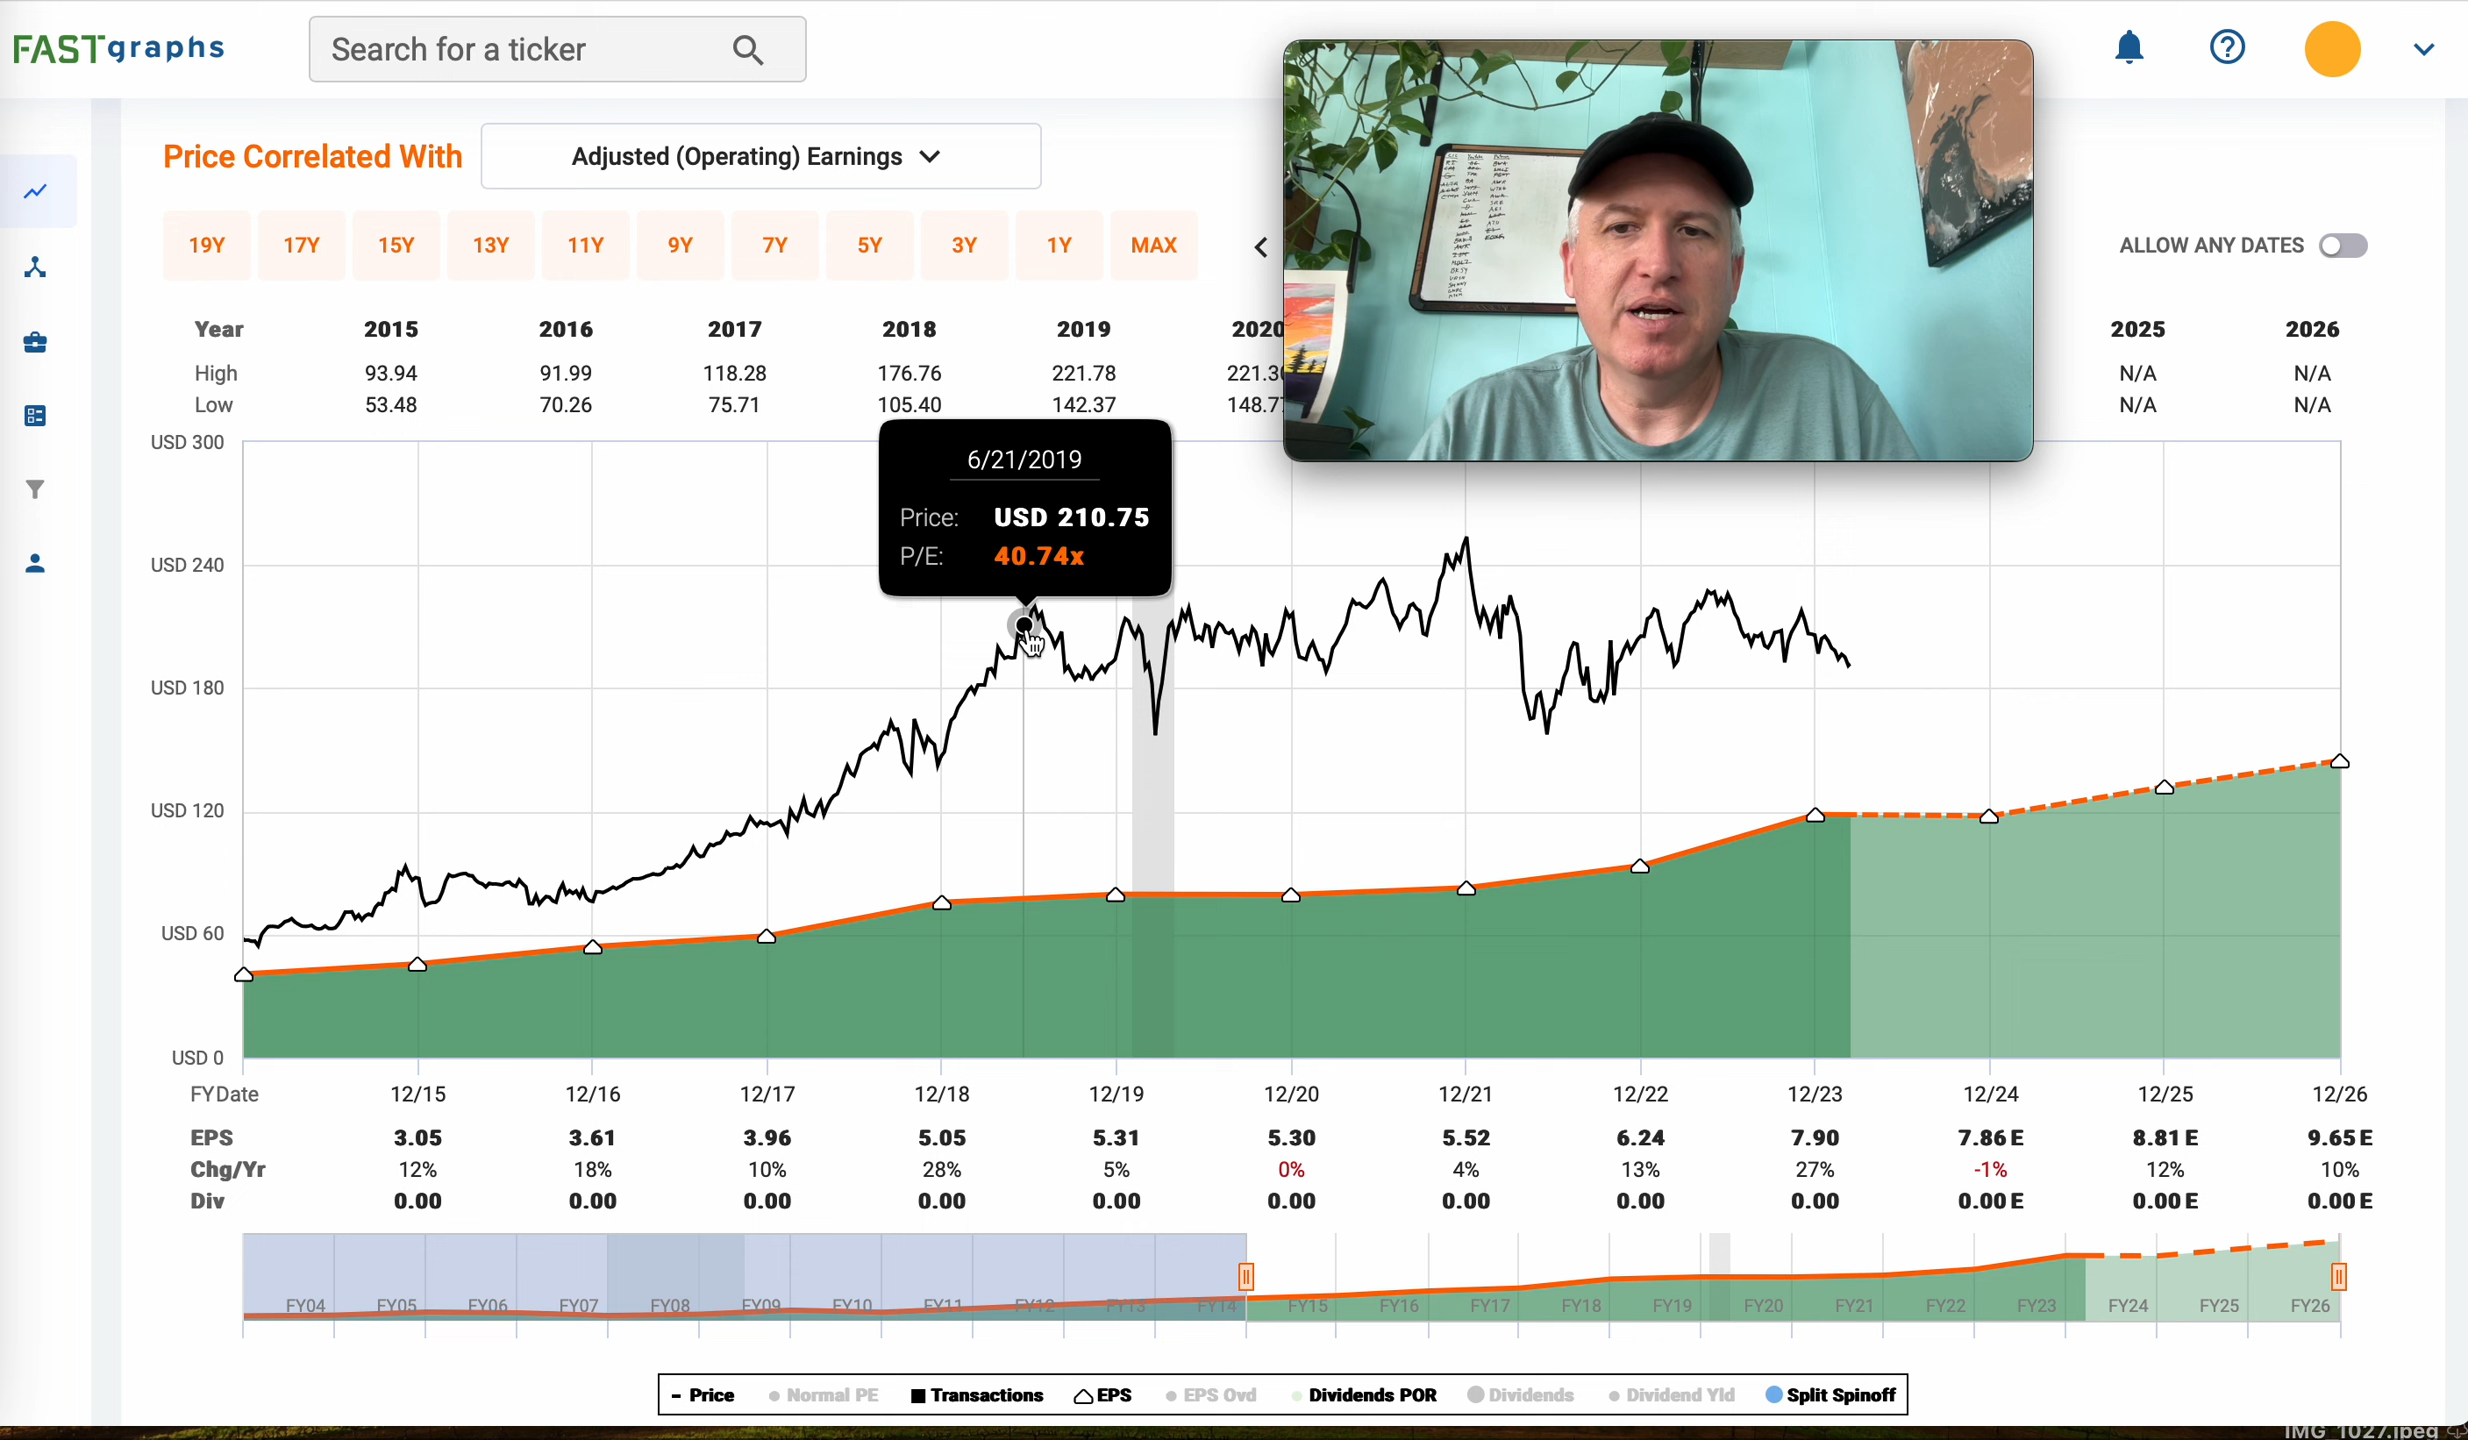 FASTgraphs
Search for a ticker
Price Correlated With
Adjusted (Operating) Earnings
19Y 17Y 15Y 13Y 11Y 9Y 7Y 5Y 3Y 1Y MAX
ALLOW ANY DATES
Year 2015 2016 2017 2018 2019 2020 2025 2026
High 93.94 91.99 118.28 176.76 221.78 221.3 N/A N/A
Low 53.48 70.26 75.71 105.40 142.37 148.7 N/A N/A
USD 300
6/21/2019
Price: USD 210.75
P/E: 40.74x
USD 240
USD 180
USD 120
USD 60
USD 0
FYDate 12/15 12/16 12/17 12/18 12/19 12/20 12/21 12/22 12/23 12/24 12/25 12/26
EPS 3.05 3.61 3.96 5.05 5.31 5.30 5.52 6.24 7.90 7.86 E 8.81 E 9.65 E
Chg/Yr 12% 18% 10% 28% 5% 0% 4% 13% 27% -1% 12% 10%
Div 0.00 0.00 0.00 0.00 0.00 0.00 0.00 0.00 0.00 0.00 E 0.00 E 0.00 E
FY04 FY05 FY06 FY07 FY08 FY09 FY10 FY11 FY12 FY13 FY14 FY15 FY16 FY17 FY18 FY19 FY20 FY21 FY22 FY23 FY24 FY25 FY26
Price Normal PE Transactions EPS EPS Ovd Dividends POR Dividends Dividend Yld Split Spinoff
IMG_1027.jpeg